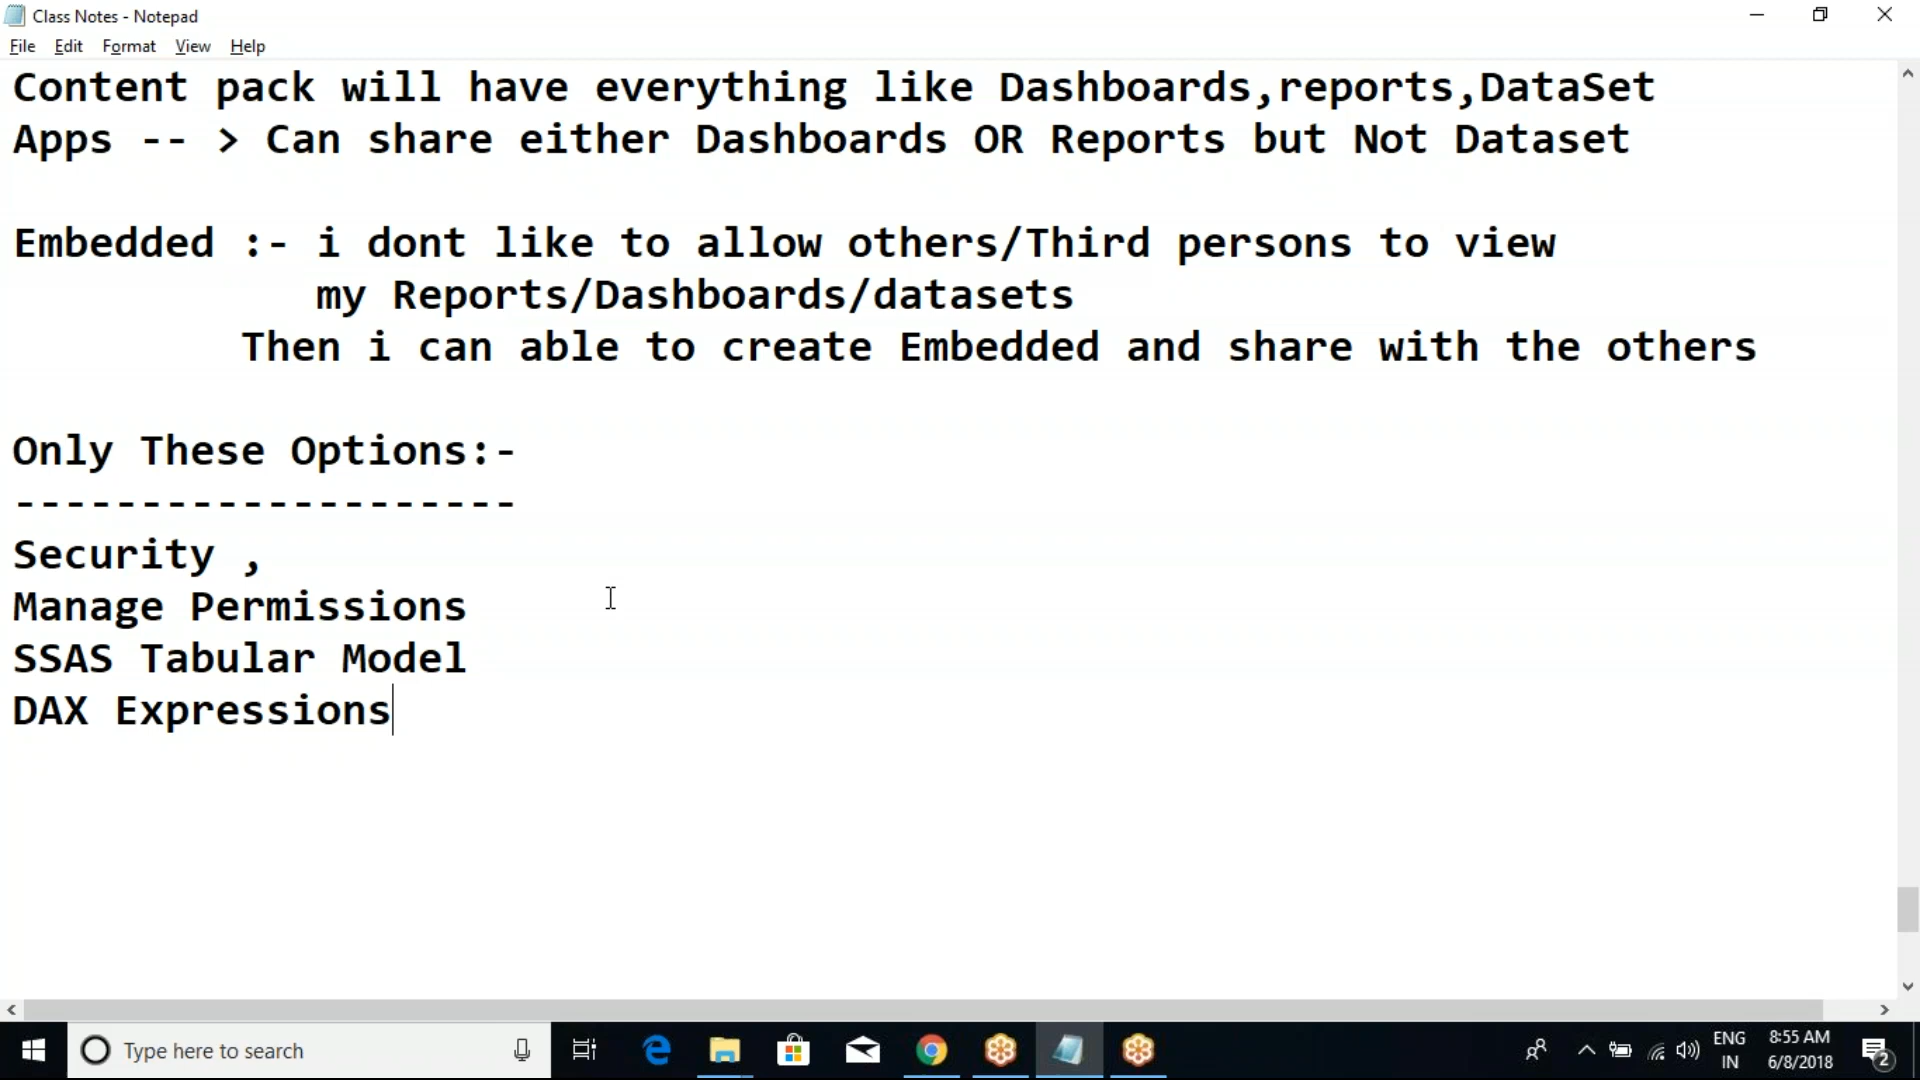 Class Notes - Notepad
File Edit Format View Help
Content pack will have everything like Dashboards,reports,DataSet
Apps -- > Can share either Dashboards OR Reports but Not Dataset
Embedded :- i dont like to allow others/Third persons to view
my Reports/Dashboards/datasets
Then i can able to create Embedded and share with the others
Only These Options:-
--------------------
Security ,
Manage Permissions
SSAS Tabular Model
DAX Expressions
Type here to search
ENG 8:55 AM
IN 6/8/2018 2